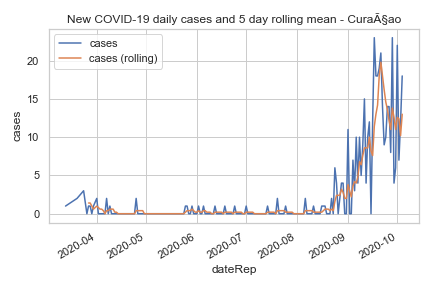 New COVID-19 daily cases and 5 day rolling mean - CuraÃ§ao
cases
cases (rolling)
20
15
10
5
0
cases
2020-04
2020-05
2020-06
2020-07
2020-08
2020-09
2020-10
dateRep